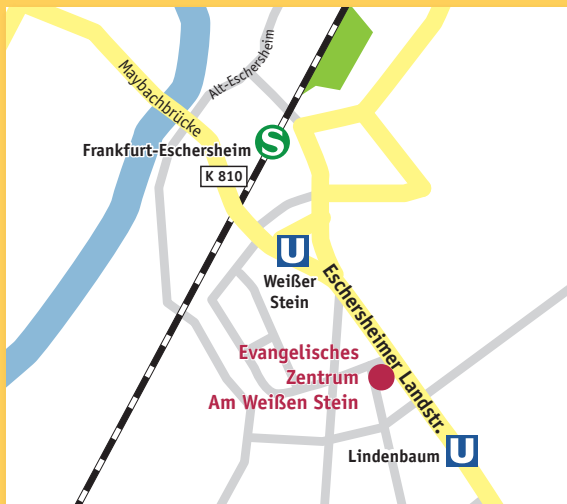 Alt-Eschersheim
Maybachbrücke
Frankfurt-Eschersheim
S
K 810
U
Weißer
Stein
Eschersheimer Landstr.
Evangelisches
Zentrum
Am Weißen Stein
Lindenbaum
U